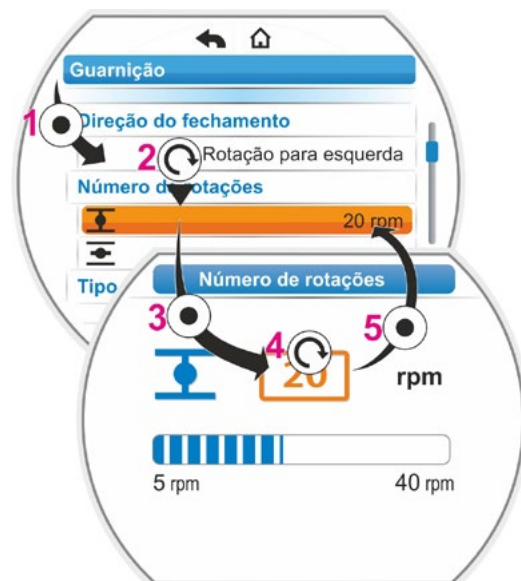 Guarnição
1
Direção do fechamento
2
Rotação para esquerda
Número de rotações
20 rpm
Tipo
Número de rotações
3
4
5
20
rpm
5 rpm
40 rpm